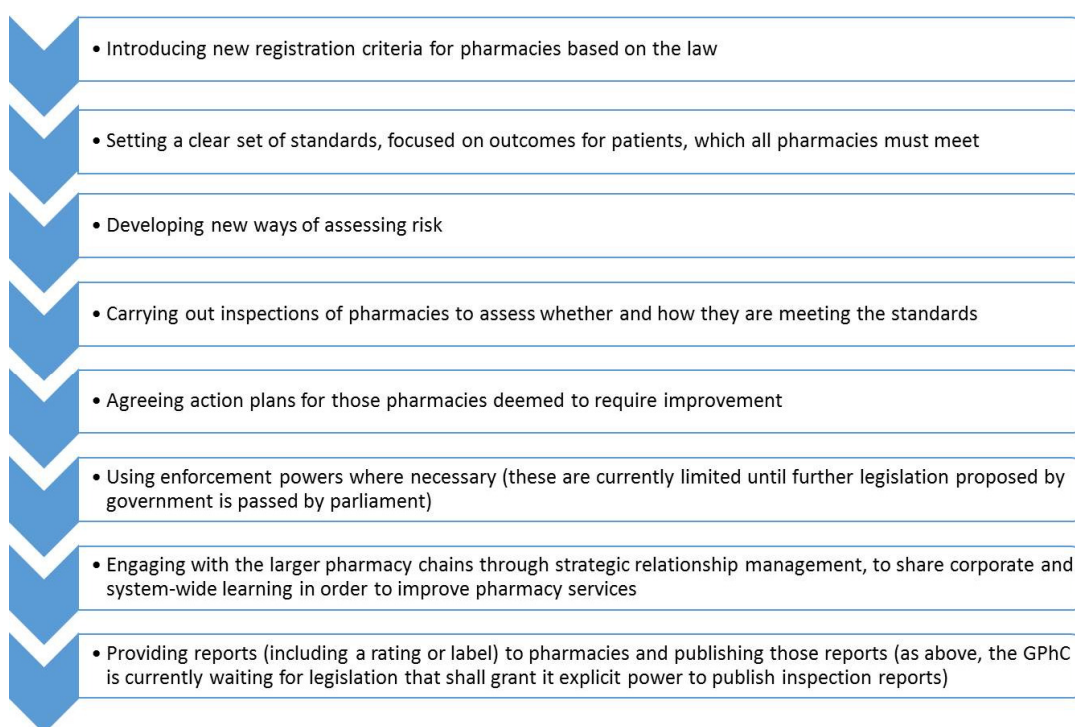 • Introducing new registration criteria for pharmacies based on the law
• Setting a clear set of standards, focused on outcomes for patients, which all pharmacies must meet
• Developing new ways of assessing risk
• Carrying out inspections of pharmacies to assess whether and how they are meeting the standards
• Agreeing action plans for those pharmacies deemed to require improvement
• Using enforcement powers where necessary (these are currently limited until further legislation proposed by
government is passed by parliament)
• Engaging with the larger pharmacy chains through strategic relationship management, to share corporate and
system-wide learning in order to improve pharmacy services
• Providing reports (including a rating or label) to pharmacies and publishing those reports (as above, the GPhC
is currently waiting for legislation that shall grant it explicit power to publish inspection reports)